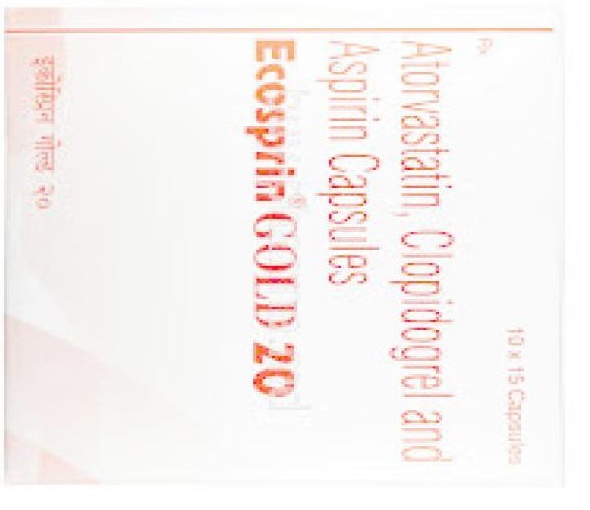 10 x 15 Capsules
Rx
Atorvastatin, Clopidogrel and
Aspirin Capsules
Ecosprin® GOLD 20
इकोस्प्रिन गोल्ड २०